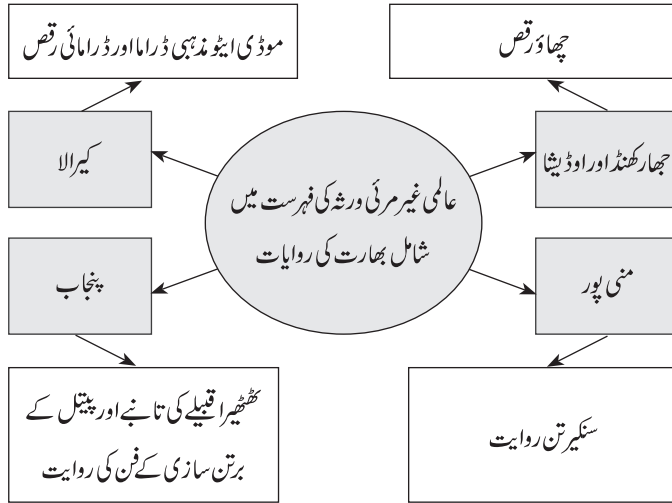 چھاؤ رقص
موڈی ایٹو مذہبی ڈراما اور ڈرامائی رقص
جھارکھنڈ اور اوڈیشا
کیرالا
عالمی غیر مرئی ورثہ کی فہرست میں
شامل بھارت کی روایات
منی پور
پنجاب
سنکیرتن روایت
ٹھٹھیرا قبیلے کی تانبے اور پیتل کے
برتن سازی کے فن کی روایت